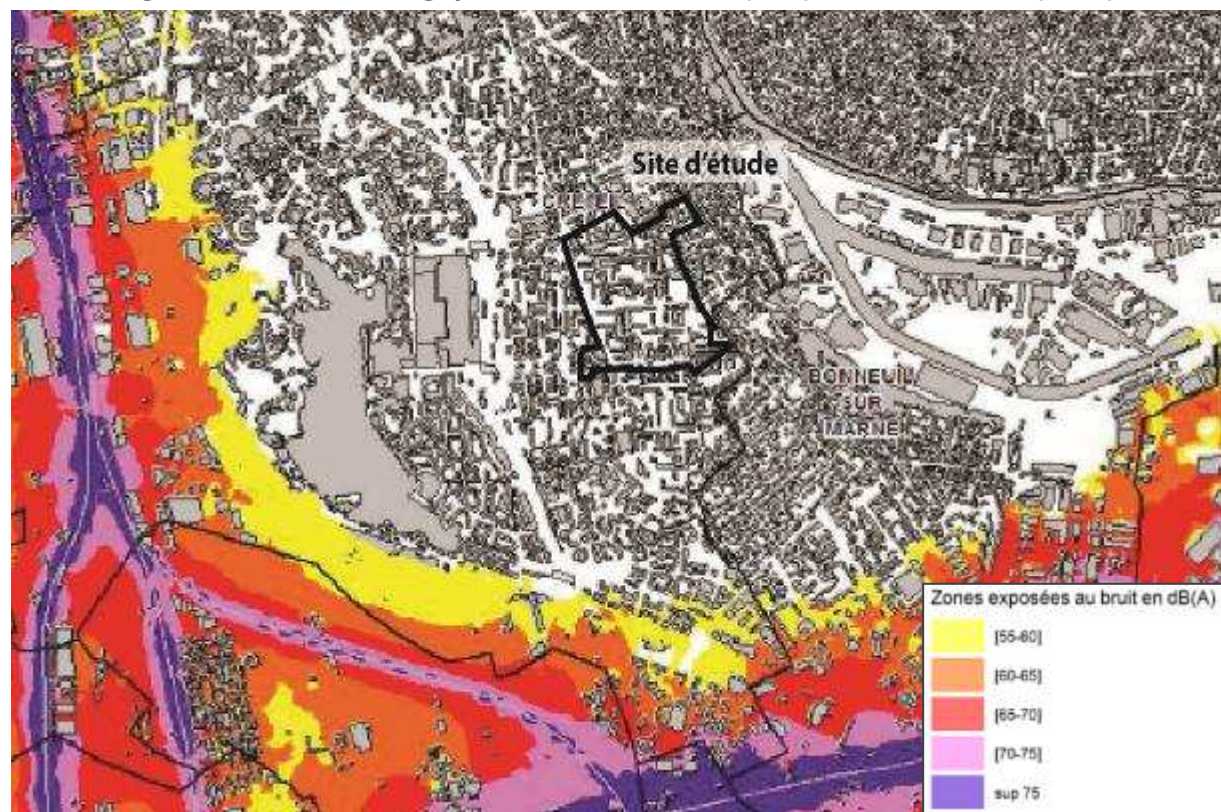 Site d'étude
BONNEUIL
SUR
MARNE
Zones exposées au bruit en dB(A)
[55-60]
[60-65]
[65-70]
[70-75]
sup 75